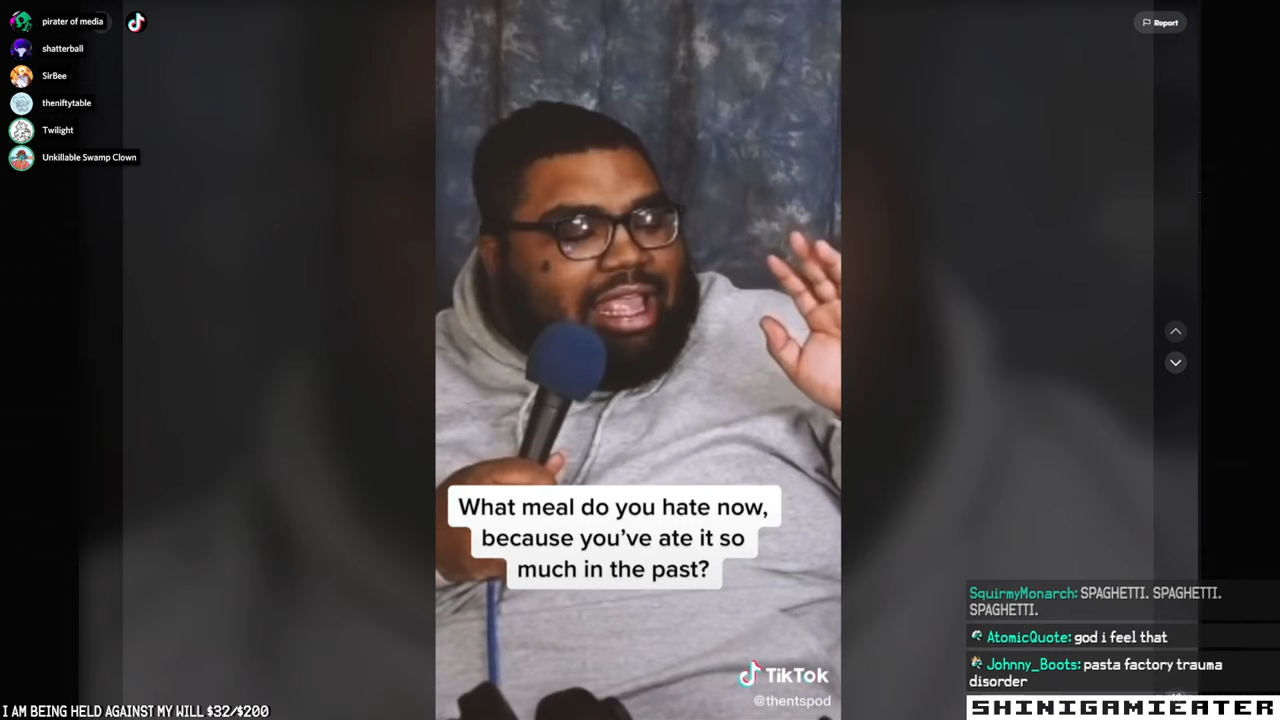 pirater of media
shatterball
SirBee
theniftytable
Twilight
Unkillable Swamp Clown
Report
What meal do you hate now,
because you’ve ate it so
much in the past?
TikTok
@thentspod
SquirmyMonarch: SPAGHETTI. SPAGHETTI.
SPAGHETTI.
AtomicQuote: god i feel that
Johnny_Boots: pasta factory trauma
disorder
I AM BEING HELD AGAINST MY WILL $32/$200
SHINIGAMIEATER